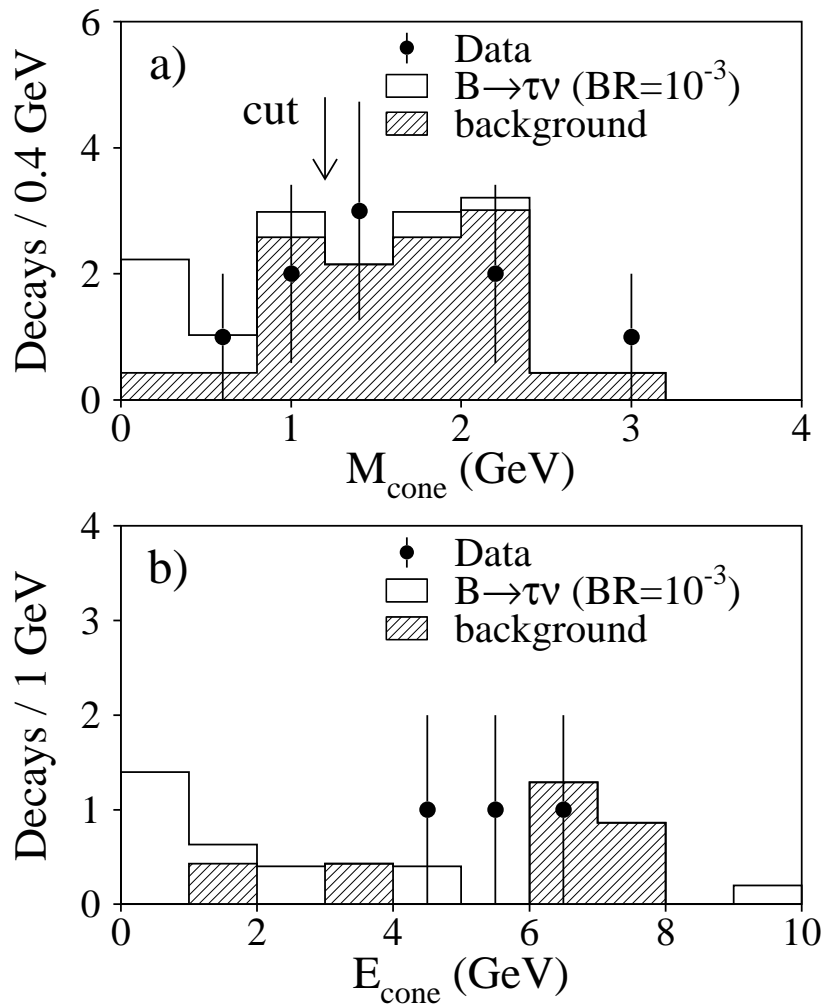 a)
Data
B→τν (BR=10⁻³)
background
cut
Decays / 0.4 GeV
6
4
2
0
0 1 2 3 4
M_cone (GeV)
b)
Data
B→τν (BR=10⁻³)
background
Decays / 1 GeV
4
3
2
1
0
0 2 4 6 8 10
E_cone (GeV)